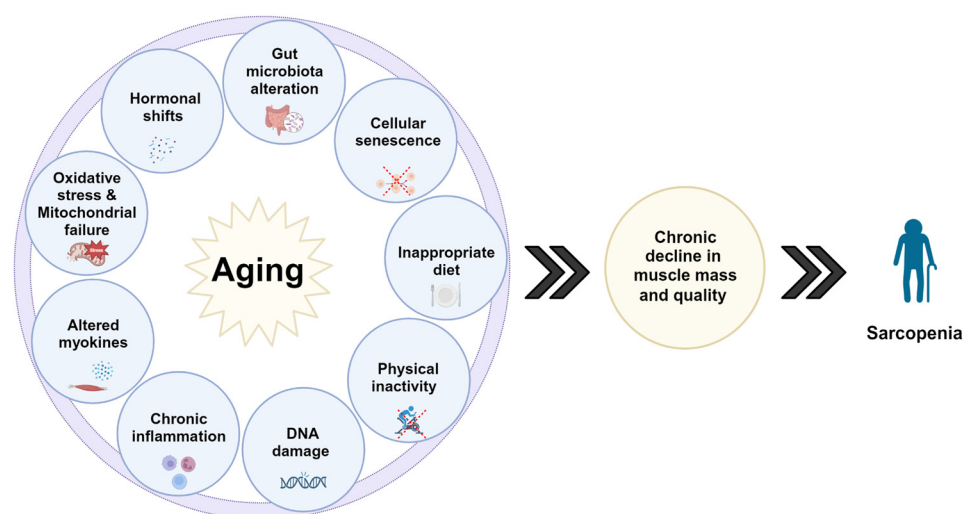 Gut
microbiota
alteration
Cellular
senescence
Inappropriate
diet
Physical
inactivity
DNA
damage
Chronic
inflammation
Altered
myokines
Oxidative
stress &
Mitochondrial
failure
Stress
Hormonal
shifts
Aging
Chronic
decline in
muscle mass
and quality
Sarcopenia